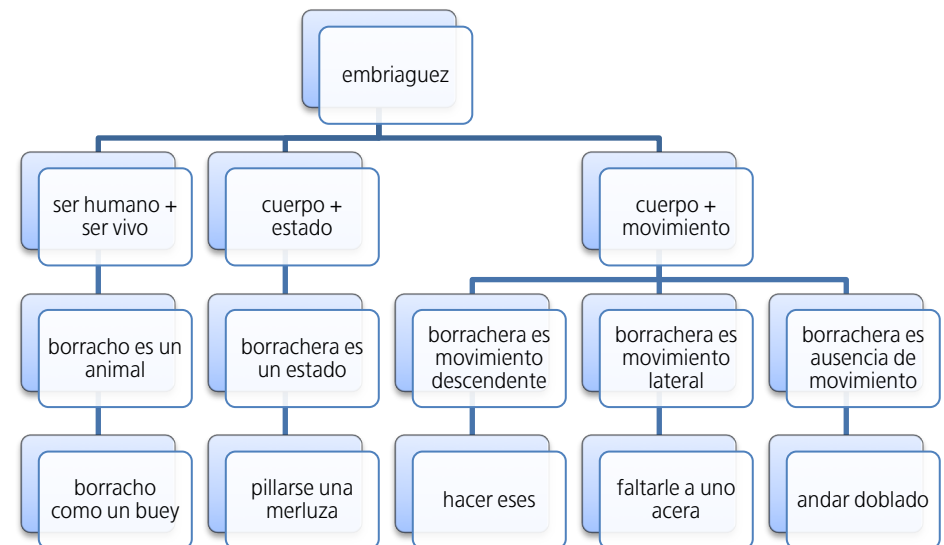 embriaguez
ser humano +
ser vivo
cuerpo +
estado
cuerpo +
movimiento
borracho es un
animal
borrachera es
un estado
borrachera es
movimiento
descendente
borrachera es
movimiento
lateral
borrachera es
ausencia de
movimiento
borracho
como un buey
pillarse una
merluza
hacer eses
faltarle a uno
acera
andar doblado